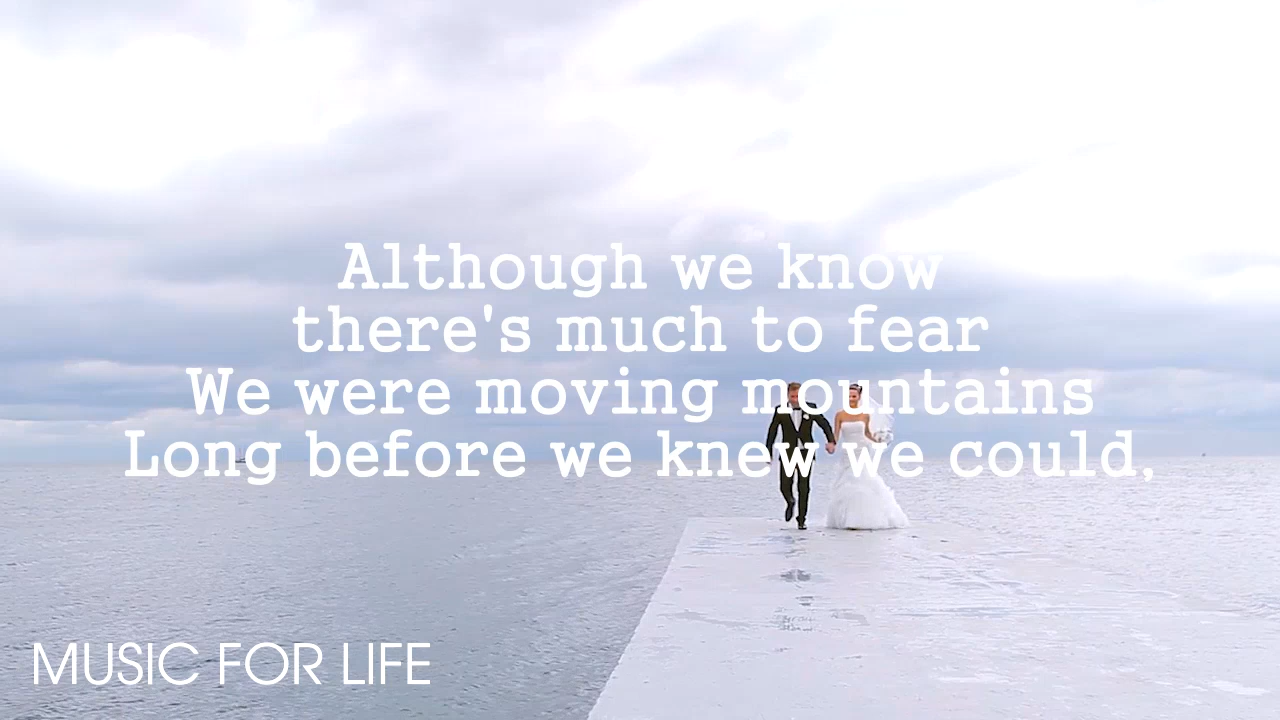 Although we know
there's much to fear
We were moving mountains
Long before we knew we could,
MUSIC FOR LIFE